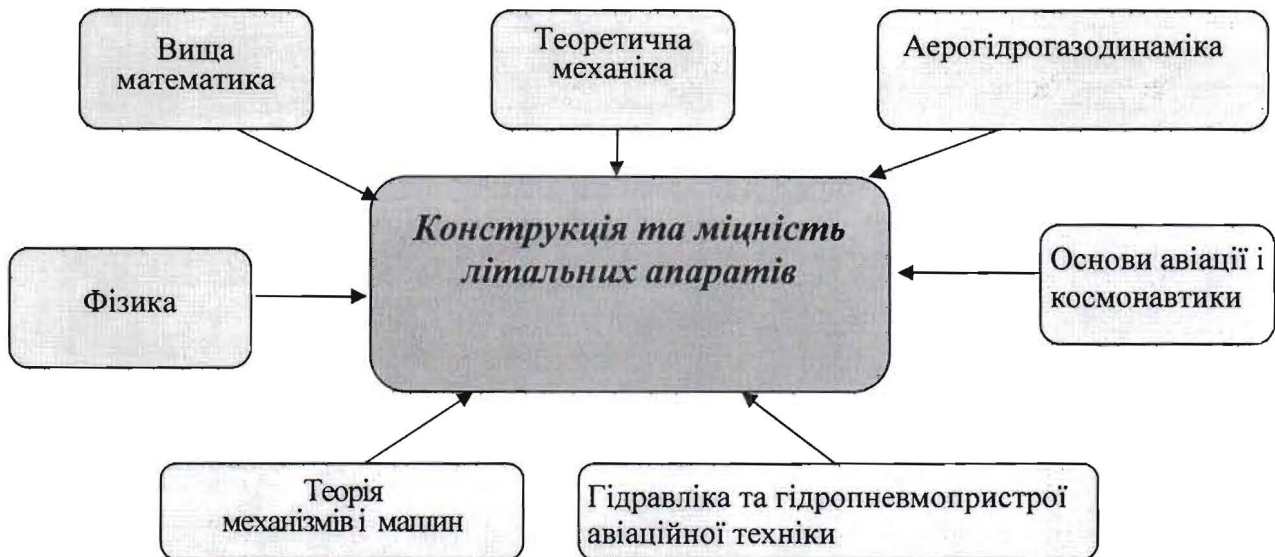 Вища
математика
Теоретична
механіка
Аерогідрогазодинаміка
Конструкція та міцність
літальних апаратів
Фізика
Основи авіації і
космонавтики
Теорія
механізмів і машин
Гідравліка та гідропневмопристрої
авіаційної техніки